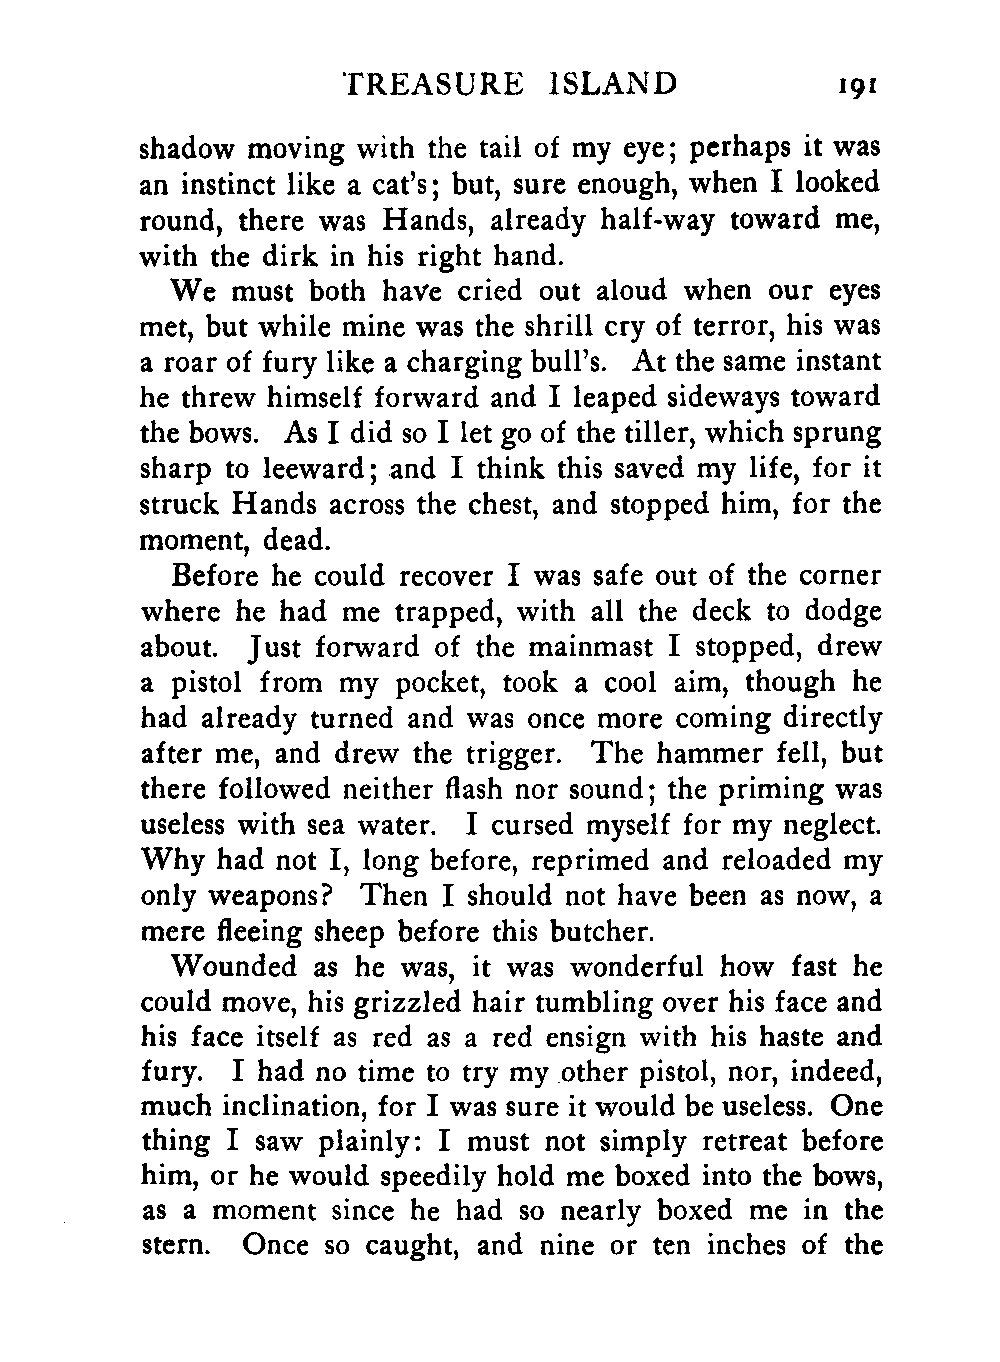 TREASURE ISLAND 191
shadow moving with the tail of my eye; perhaps it was
an instinct like a cat's; but, sure enough, when I looked
round, there was Hands, already half-way toward me,
with the dirk in his right hand.
We must both have cried out aloud when our eyes
met, but while mine was the shrill cry of terror, his was
a roar of fury like a charging bull's. At the same instant
he threw himself forward and I leaped sideways toward
the bows. As I did so I let go of the tiller, which sprung
sharp to leeward; and I think this saved my life, for it
struck Hands across the chest, and stopped him, for the
moment, dead.
Before he could recover I was safe out of the corner
where he had me trapped, with all the deck to dodge
about. Just forward of the mainmast I stopped, drew
a pistol from my pocket, took a cool aim, though he
had already turned and was once more coming directly
after me, and drew the trigger. The hammer fell, but
there followed neither flash nor sound; the priming was
useless with sea water. I cursed myself for my neglect.
Why had not I, long before, reprimed and reloaded my
only weapons? Then I should not have been as now, a
mere fleeing sheep before this butcher.
Wounded as he was, it was wonderful how fast he
could move, his grizzled hair tumbling over his face and
his face itself as red as a red ensign with his haste and
fury. I had no time to try my other pistol, nor, indeed,
much inclination, for I was sure it would be useless. One
thing I saw plainly: I must not simply retreat before
him, or he would speedily hold me boxed into the bows,
as a moment since he had so nearly boxed me in the
stern. Once so caught, and nine or ten inches of the